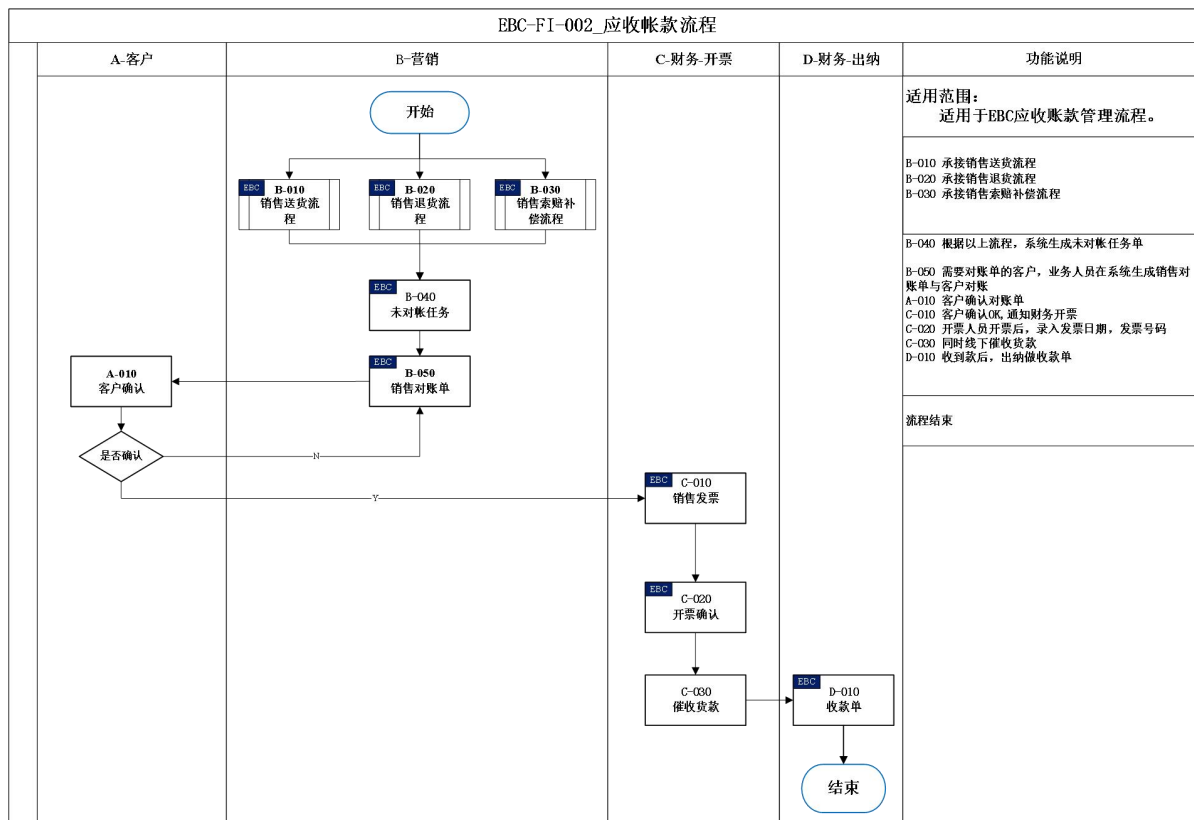 EBC-FI-002_应收帐款流程
A-客户
B-营销
C-财务-开票
D-财务-出纳
功能说明
开始
EBC
B-010
销售送货流
程
EBC
B-020
销售退货流
程
EBC
B-030
销售索赔补
偿流程
EBC
B-040
未对帐任务
EBC
B-050
销售对账单
A-010
客户确认
是否确认
N
Y
EBC
C-010
销售发票
EBC
C-020
开票确认
C-030
催收货款
EBC
D-010
收款单
结束
适用范围：
适用于EBC应收账款管理流程。
B-010 承接销售送货流程
B-020 承接销售退货流程
B-030 承接销售索赔补偿流程
B-040 根据以上流程，系统生成未对帐任务单
B-050 需要对账单的客户，业务人员在系统生成销售对
账单与客户对账
A-010 客户确认对账单
C-010 客户确认OK,通知财务开票
C-020 开票人员开票后，录入发票日期，发票号码
C-030 同时线下催收货款
D-010 收到款后，出纳做收款单
流程结束